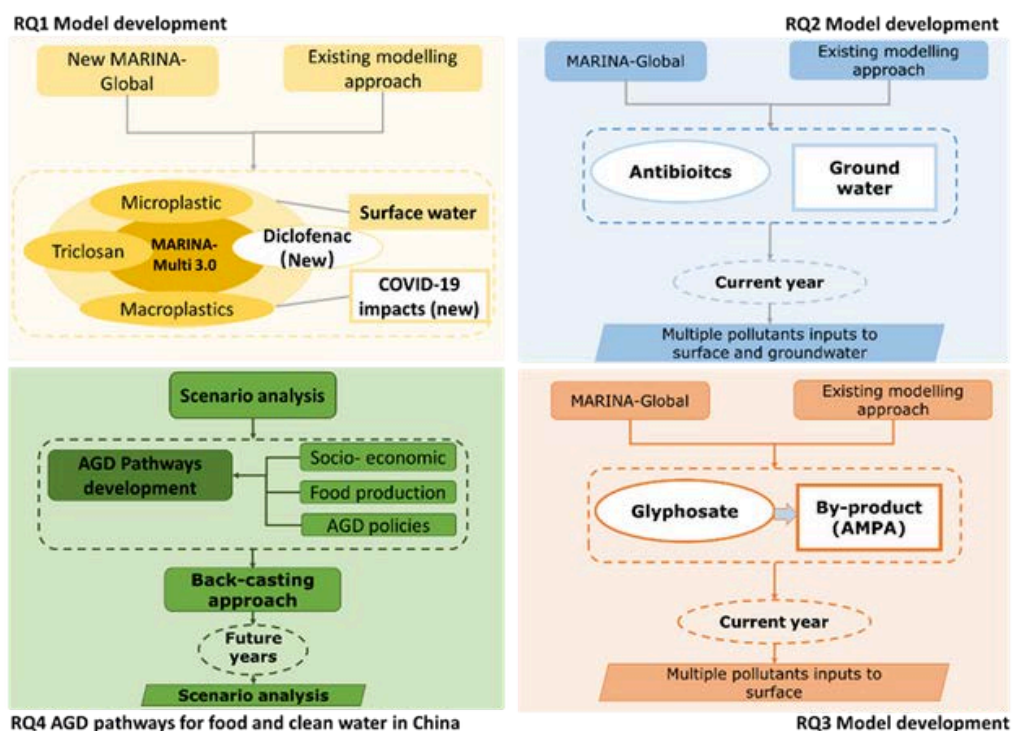 RQ1 Model development
New MARINA-
Global
Existing modelling
approach
Microplastic
Surface water
Triclosan
MARINA-
Multi 3.0
Diclofenac
(New)
Macroplastics
COVID-19
impacts (new)
RQ2 Model development
MARINA-Global
Existing modelling
approach
Antibioitcs
Ground
water
Current year
Multiple pollutants inputs to
surface and groundwater
Scenario analysis
AGD Pathways
development
Socio- economic
Food production
AGD policies
Back-casting
approach
Future
years
Scenario analysis
RQ4 AGD pathways for food and clean water in China
MARINA-Global
Existing modelling
approach
Glyphosate
By-product
(AMPA)
Current year
Multiple pollutants inputs to
surface
RQ3 Model development